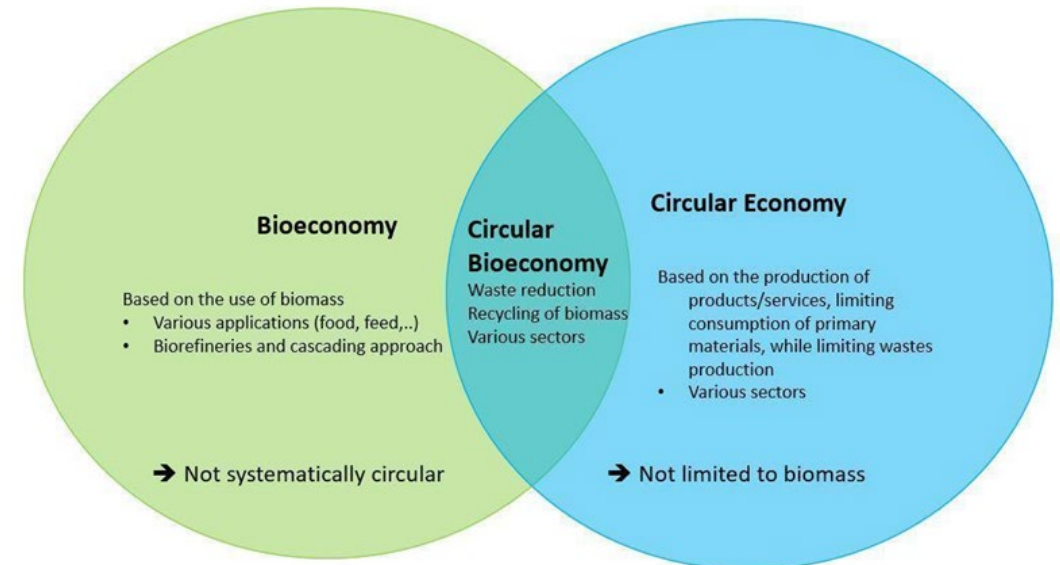 Bioeconomy
Based on the use of biomass
• Various applications (food, feed,..)
• Biorefineries and cascading approach
➔ Not systematically circular
Circular
Bioeconomy
Waste reduction
Recycling of biomass
Various sectors
Circular Economy
Based on the production of
products/services, limiting
consumption of primary
materials, while limiting wastes
production
• Various sectors
➔ Not limited to biomass